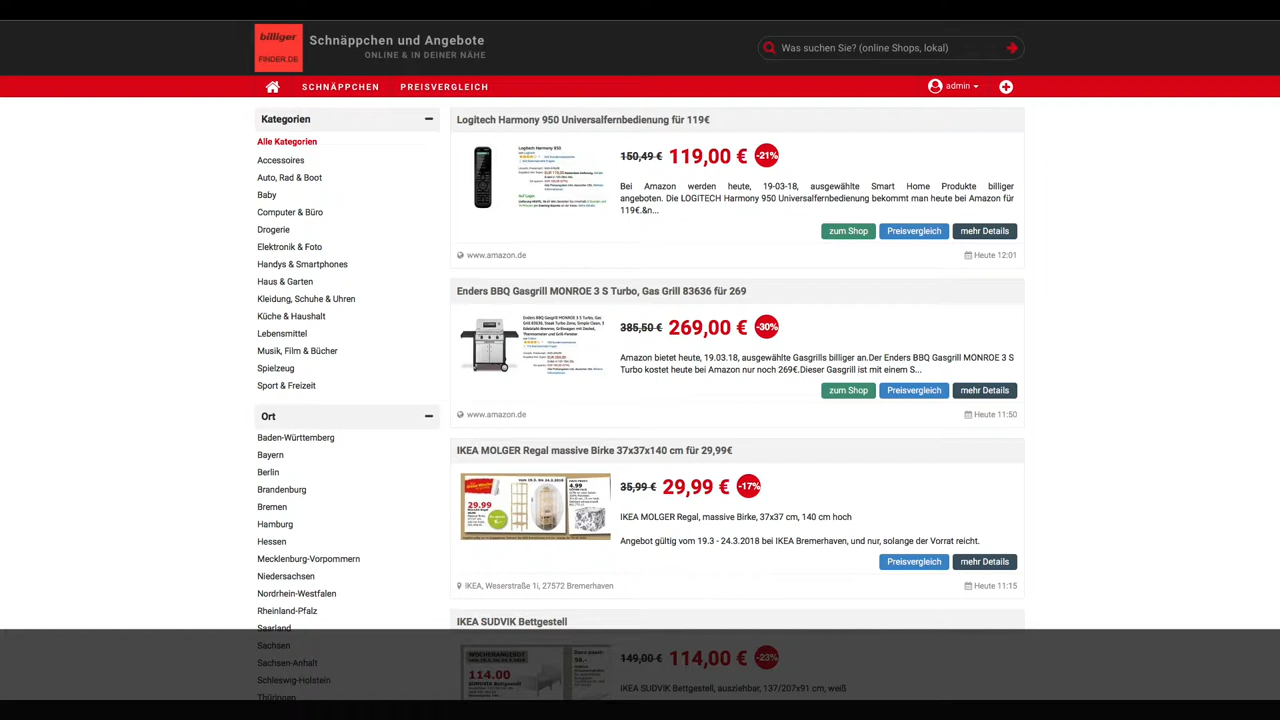 billiger
FINDER.DE
Schnäppchen und Angebote
ONLINE & IN DEINER NÄHE
Was suchen Sie? (online Shops, lokal)
SCHNÄPPCHEN
PREISVERGLEICH
admin
Kategorien
Alle Kategorien
Accessoires
Auto, Rad & Boot
Baby
Computer & Büro
Drogerie
Elektronik & Foto
Handys & Smartphones
Haus & Garten
Kleidung, Schuhe & Uhren
Küche & Haushalt
Lebensmittel
Musik, Film & Bücher
Spielzeug
Sport & Freizeit
Ort
Baden-Württemberg
Bayern
Berlin
Brandenburg
Bremen
Hamburg
Hessen
Mecklenburg-Vorpommern
Niedersachsen
Nordrhein-Westfalen
Rheinland-Pfalz
Saarland
Sachsen
Sachsen-Anhalt
Schleswig-Holstein
Thüringen
Logitech Harmony 950 Universalfernbedienung für 119€
150,49 € 119,00 € -21%
Bei Amazon werden heute, 19-03-18, ausgewählte Smart Home Produkte billiger
angeboten. Die LOGITECH Harmony 950 Universalfernbedienung bekommt man heute bei Amazon für
119€.&n...
zum Shop Preisvergleich mehr Details
www.amazon.de Heute 12:01
Enders BBQ Gasgrill MONROE 3 S Turbo, Gas Grill 83636 für 269
385,50 € 269,00 € -30%
Amazon bietet heute, 19.03.18, ausgewählte Gasgrills billiger an.Der Enders BBQ Gasgrill MONROE 3 S
Turbo kostet heute bei Amazon nur noch 269€.Dieser Gasgrill ist mit einem S...
zum Shop Preisvergleich mehr Details
www.amazon.de Heute 11:50
IKEA MOLGER Regal massive Birke 37x37x140 cm für 29,99€
29.99
4.99
35,99 € 29,99 € -17%
IKEA MOLGER Regal, massive Birke, 37x37 cm, 140 cm hoch
Angebot gültig vom 19.3 - 24.3.2018 bei IKEA Bremerhaven, und nur, solange der Vorrat reicht.
Preisvergleich mehr Details
IKEA, Weserstraße 1i, 27572 Bremerhaven Heute 11:15
IKEA SUDVIK Bettgestell
WOCHENANGEBOT
114.00
149,00 € 114,00 € -23%
IKEA SUDVIK Bettgestell, ausziehbar, 137/207x91 cm, weiß